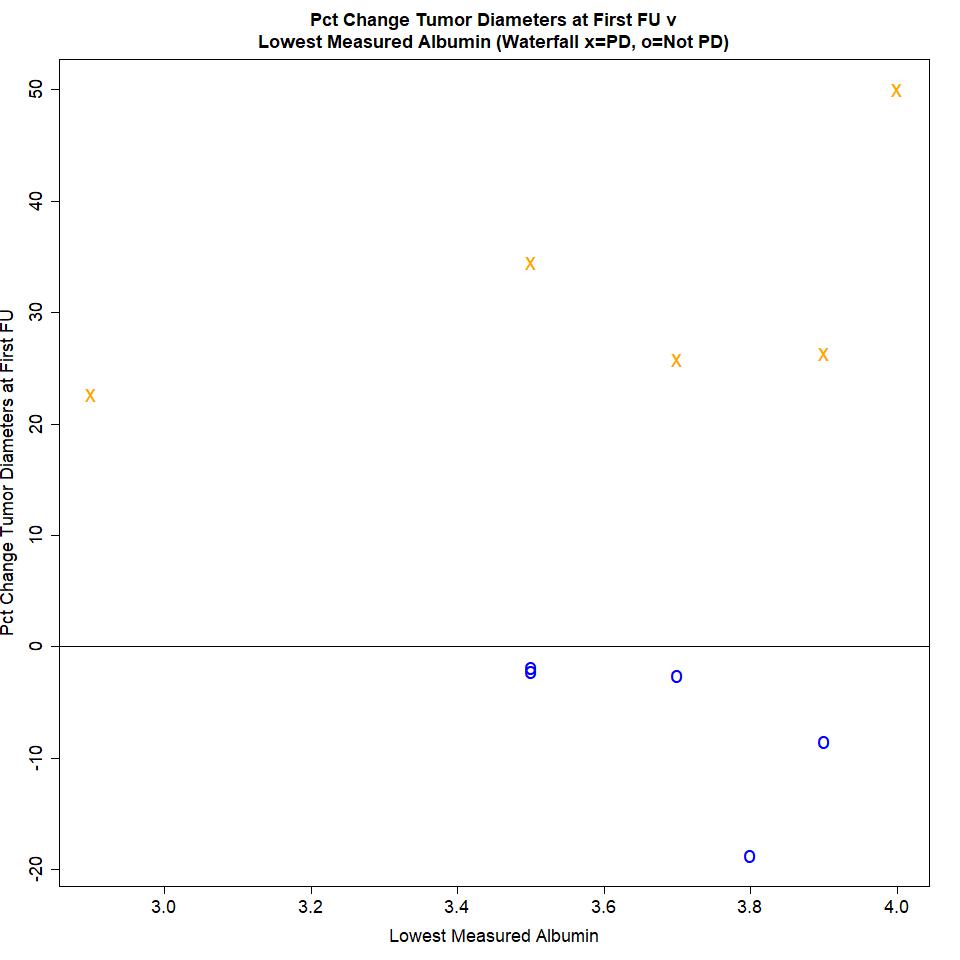 Pct Change Tumor Diameters at First FU v
Lowest Measured Albumin (Waterfall x=PD, o=Not PD)
Pct Change Tumor Diameters at First FU
50
40
30
20
10
0
-10
-20
X
X
X
X
X
O
O
O
O
O
3.0
3.2
3.4
3.6
3.8
4.0
Lowest Measured Albumin